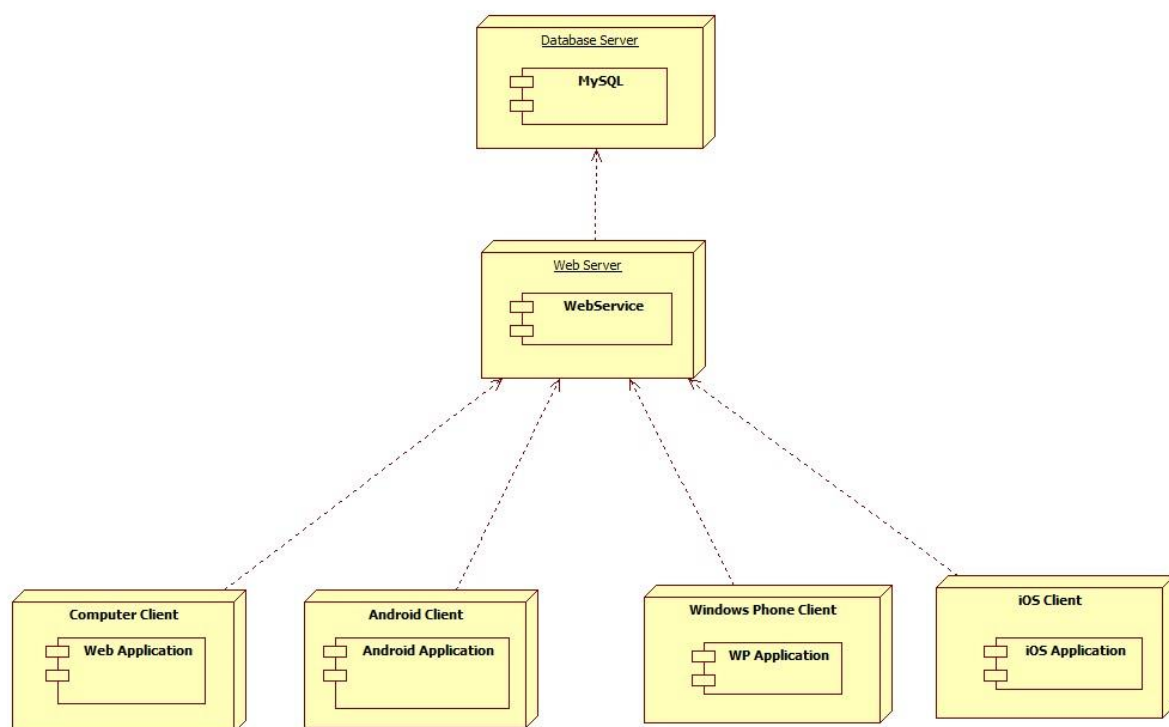 Database Server
MySQL
Web Server
WebService
Computer Client
Web Application
Android Client
Android Application
Windows Phone Client
WP Application
iOS Client
iOS Application